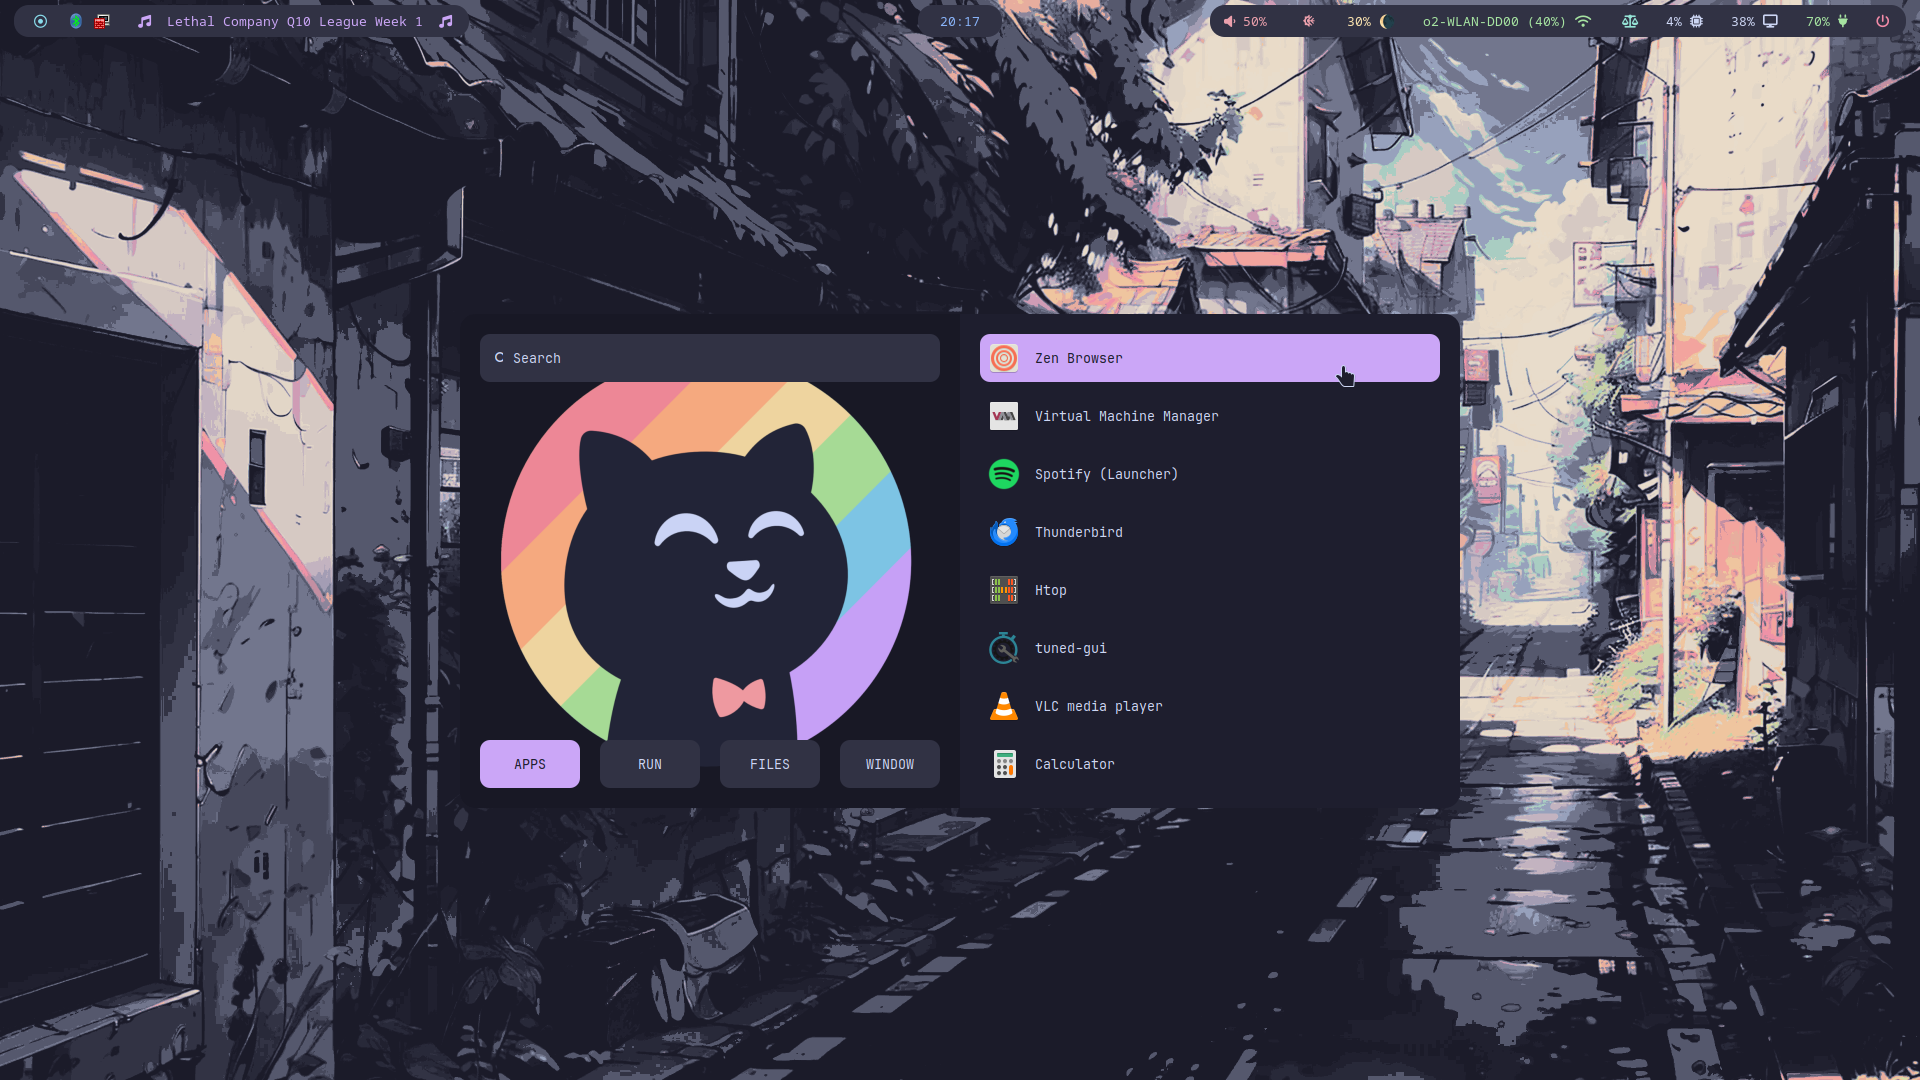 Lethal Company Q10 League Week 1
20:17
50%
30%
o2-WLAN-DD00 (40%)
4%
38%
70%
Search
Zen Browser
Virtual Machine Manager
Spotify (Launcher)
Thunderbird
Htop
tuned-gui
VLC media player
Calculator
APPS
RUN
FILES
WINDOW